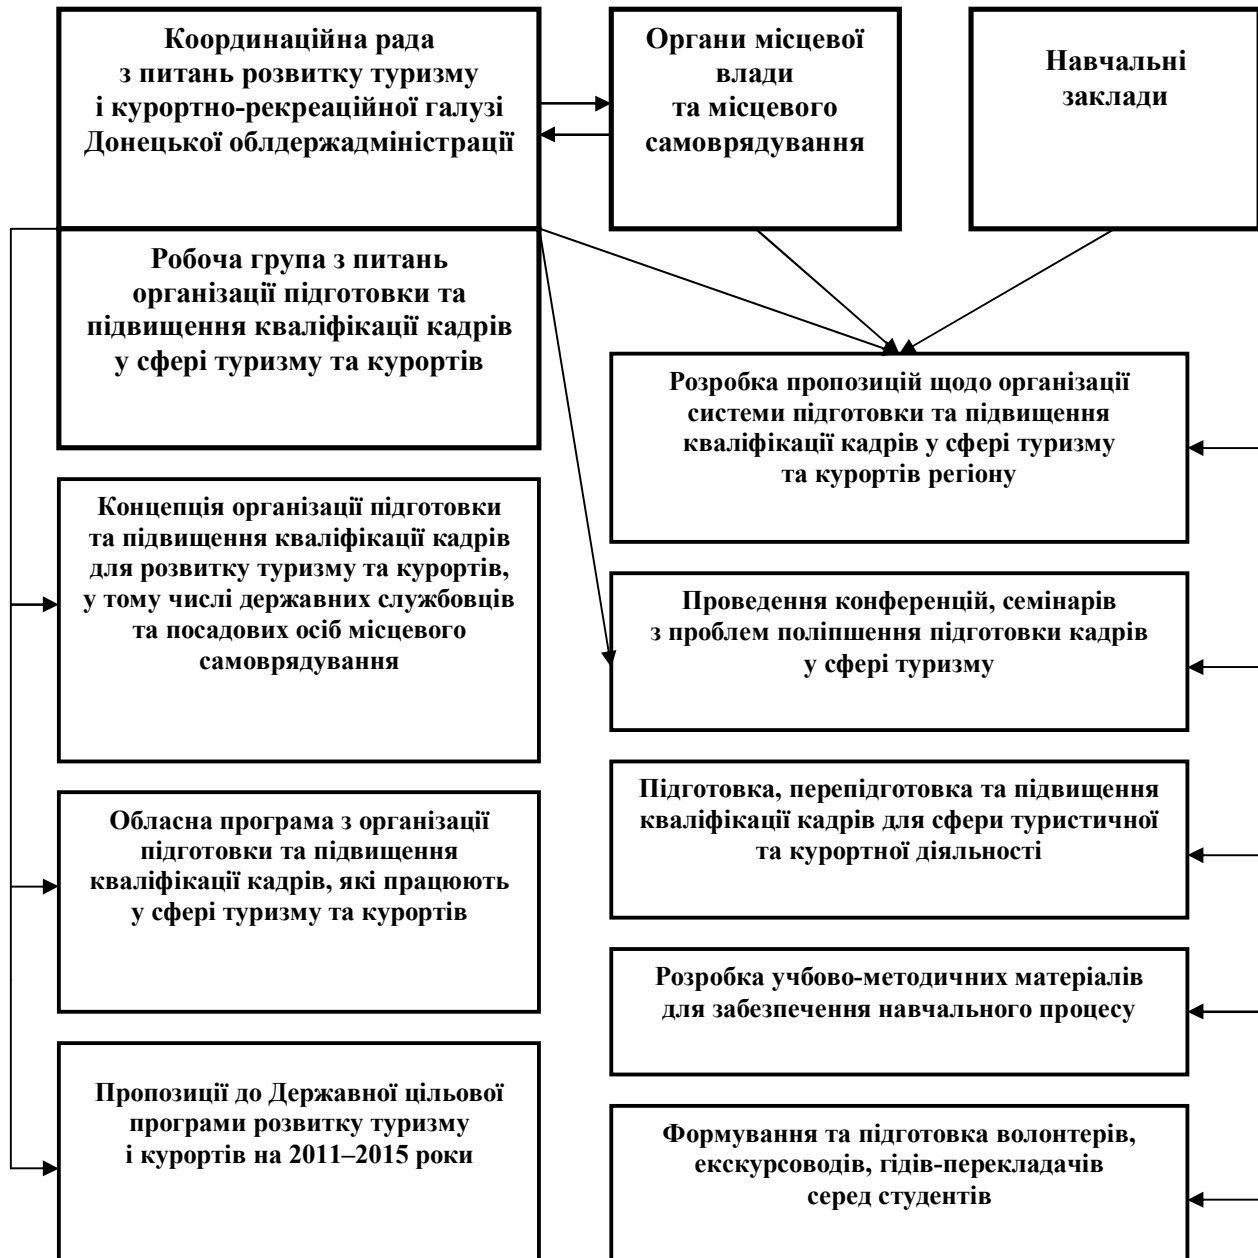 Координаційна рада
з питань розвитку туризму
і курортно-рекреаційної галузі
Донецької облдержадміністрації
Органи місцевої
влади
та місцевого
самоврядування
Навчальні
заклади
Робоча група з питань
організації підготовки та
підвищення кваліфікації кадрів
у сфері туризму та курортів
Розробка пропозицій щодо організації
системи підготовки та підвищення
кваліфікації кадрів у сфері туризму
та курортів регіону
Концепція організації підготовки
та підвищення кваліфікації кадрів
для розвитку туризму та курортів,
у тому числі державних службовців
та посадових осіб місцевого
самоврядування
Проведення конференцій, семінарів
з проблем поліпшення підготовки кадрів
у сфері туризму
Підготовка, перепідготовка та підвищення
кваліфікації кадрів для сфери туристичної
та курортної діяльності
Обласна програма з організації
підготовки та підвищення
кваліфікації кадрів, які працюють
у сфері туризму та курортів
Розробка учбово-методичних матеріалів
для забезпечення навчального процесу
Пропозиції до Державної цільової
програми розвитку туризму
і курортів на 2011–2015 роки
Формування та підготовка волонтерів,
екскурсоводів, гідів-перекладачів
серед студентів